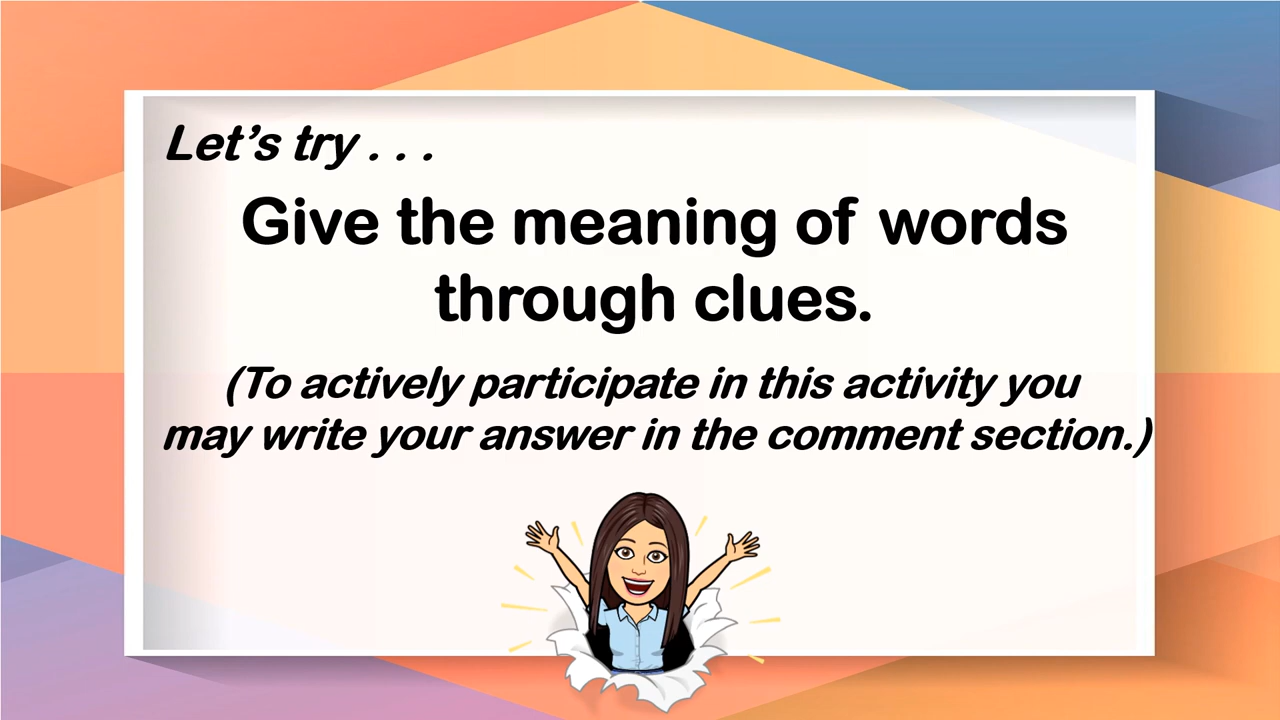 Let’s try . . .
Give the meaning of words
through clues.
(To actively participate in this activity you
may write your answer in the comment section.)